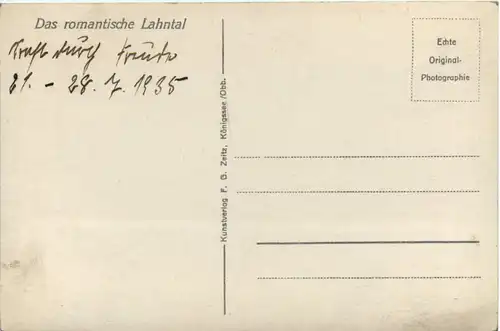 Das romantische Lahntal
Kraft durch Freude
21. - 28. 7. 1935
Echte
Original-
Photographie
Kunstverlag F. G. Zeitz, Königssee/Obb.